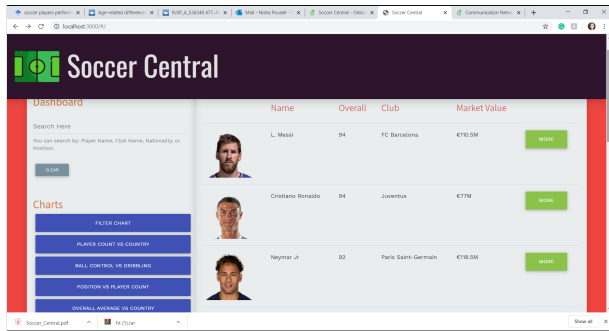 soccer players perform
Age-related difference
Mail - Nisha Poudel -
Soccer Central - Online
Soccer Central
Communication Netw
localhost:3000/#/
Soccer Central
Dashboard
Name Overall Club Market Value
Search Here
You can search by: Player Name, Club Name, Nationality, or
Position.
CLEAR
L. Messi 94 FC Barcelona €110.5M MORE
Cristiano Ronaldo 94 Juventus €77M MORE
Neymar Jr 92 Paris Saint-Germain €118.5M MORE
Charts
FILTER CHART
PLAYER COUNT VS COUNTRY
BALL CONTROL VS DRIBBLING
POSITION VS PLAYER COUNT
OVERALL AVERAGE VS COUNTRY
Soccer_Central.pdf
hs (1).rar
Show all